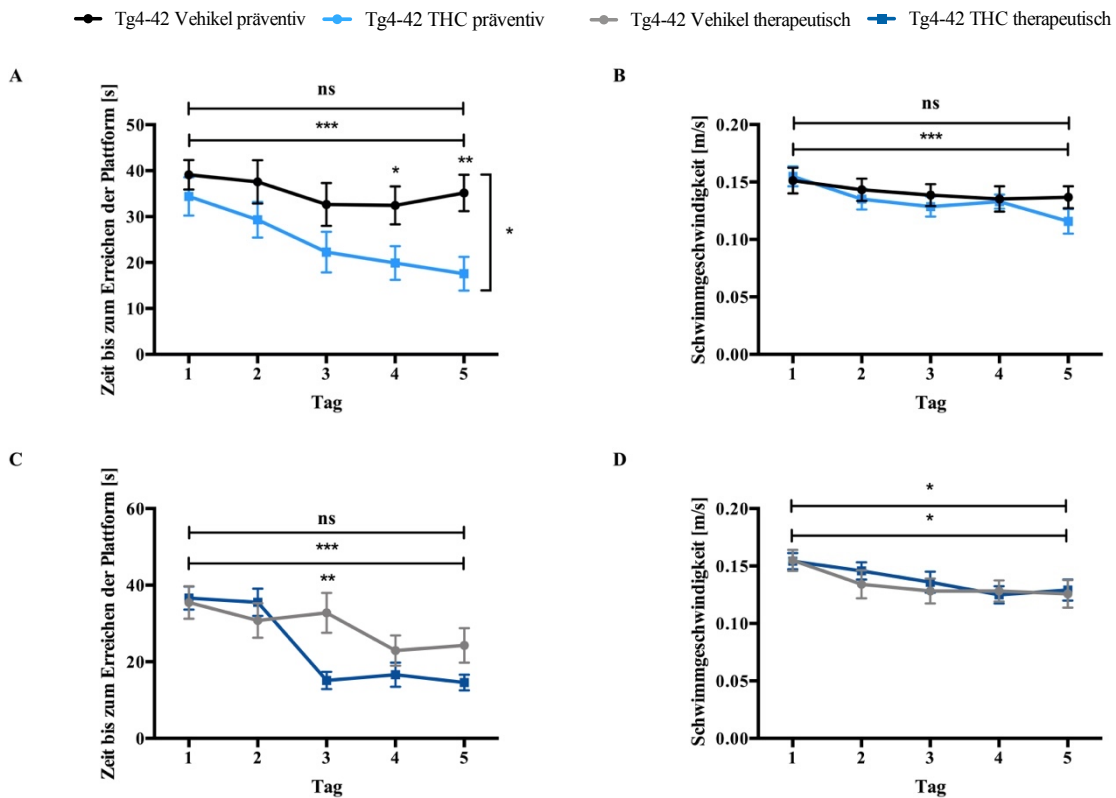 Tg4-42 Vehikel präventiv Tg4-42 THC präventiv Tg4-42 Vehikel therapeutisch Tg4-42 THC therapeutisch
A
ns
***
*
**
*
50
40
30
20
10
0
Zeit bis zum Erreichen der Plattform [s]
1 2 3 4 5
Tag
B
ns
***
0.20
0.15
0.10
0.05
0.00
Schwimmgeschwindigkeit [m/s]
1 2 3 4 5
Tag
C
ns
***
**
60
40
20
0
Zeit bis zum Erreichen der Plattform [s]
1 2 3 4 5
Tag
D
*
*
0.20
0.15
0.10
0.05
0.00
Schwimmgeschwindigkeit [m/s]
1 2 3 4 5
Tag